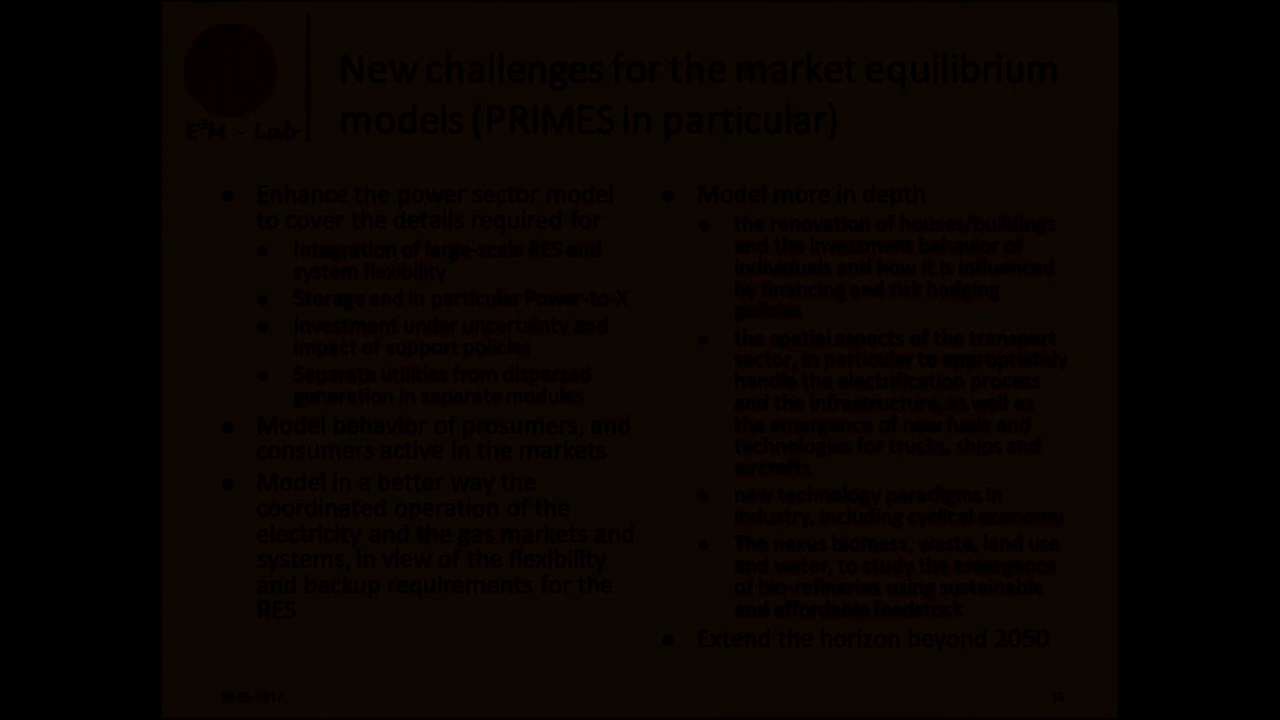 New challenges for the market equilibrium
models (PRIMES in particular)
E³M - Lab
Enhance the power sector model
to cover the details required for
Integration of large-scale RES and
system flexibility
Storage and in particular Power-to-X
Investment under uncertainty and
impact of support policies
Separate utilities from dispersed
generation in separate modules
Model behavior of prosumers, and
consumers active in the markets
Model in a better way the
coordinated operation of the
electricity and the gas markets and
systems, in view of the flexibility
and backup requirements for the
RES
Model more in depth
the renovation of houses/buildings
and the investment behavior of
individuals and how it is influenced
by financing and risk hedging
policies
the spatial aspects of the transport
sector, in particular to appropriately
handle the electrification process
and the infrastructure, as well as
the emergence of new fuels and
technologies for trucks, ships and
aircrafts
new technology paradigms in
industry, including cyclical economy
The nexus biomass, waste, land use
and water, to study the emergence
of bio-refineries using sustainable
and affordable feedstock
Extend the horizon beyond 2050
16